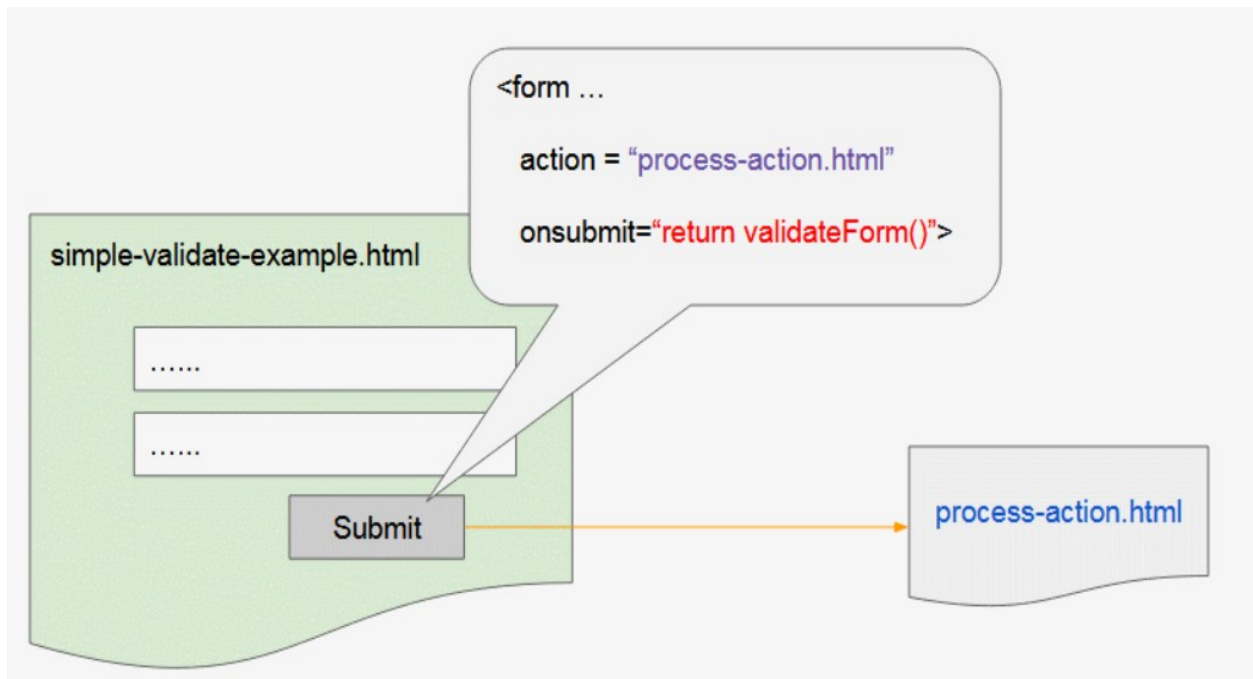 <form …
action = “process-action.html”
onsubmit=“return validateForm()”>
simple-validate-example.html
…...
…...
Submit
process-action.html